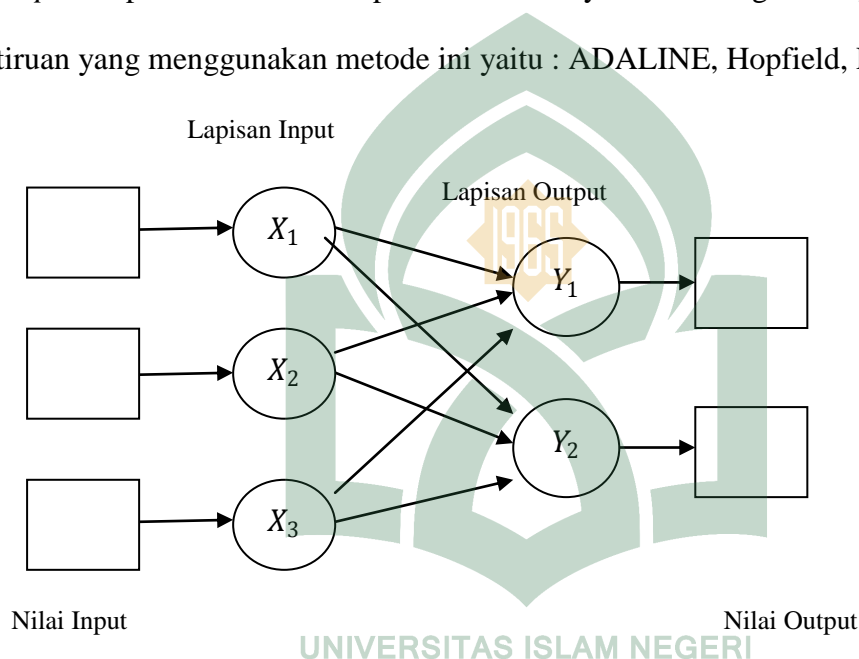 tiruan yang menggunakan metode ini yaitu : ADALINE, Hopfield,
Lapisan Input
Lapisan Output
1965
X₁
Y₁
X₂
Y₂
X₃
Nilai Input
Nilai Output
UNIVERSITAS ISLAM NEGERI